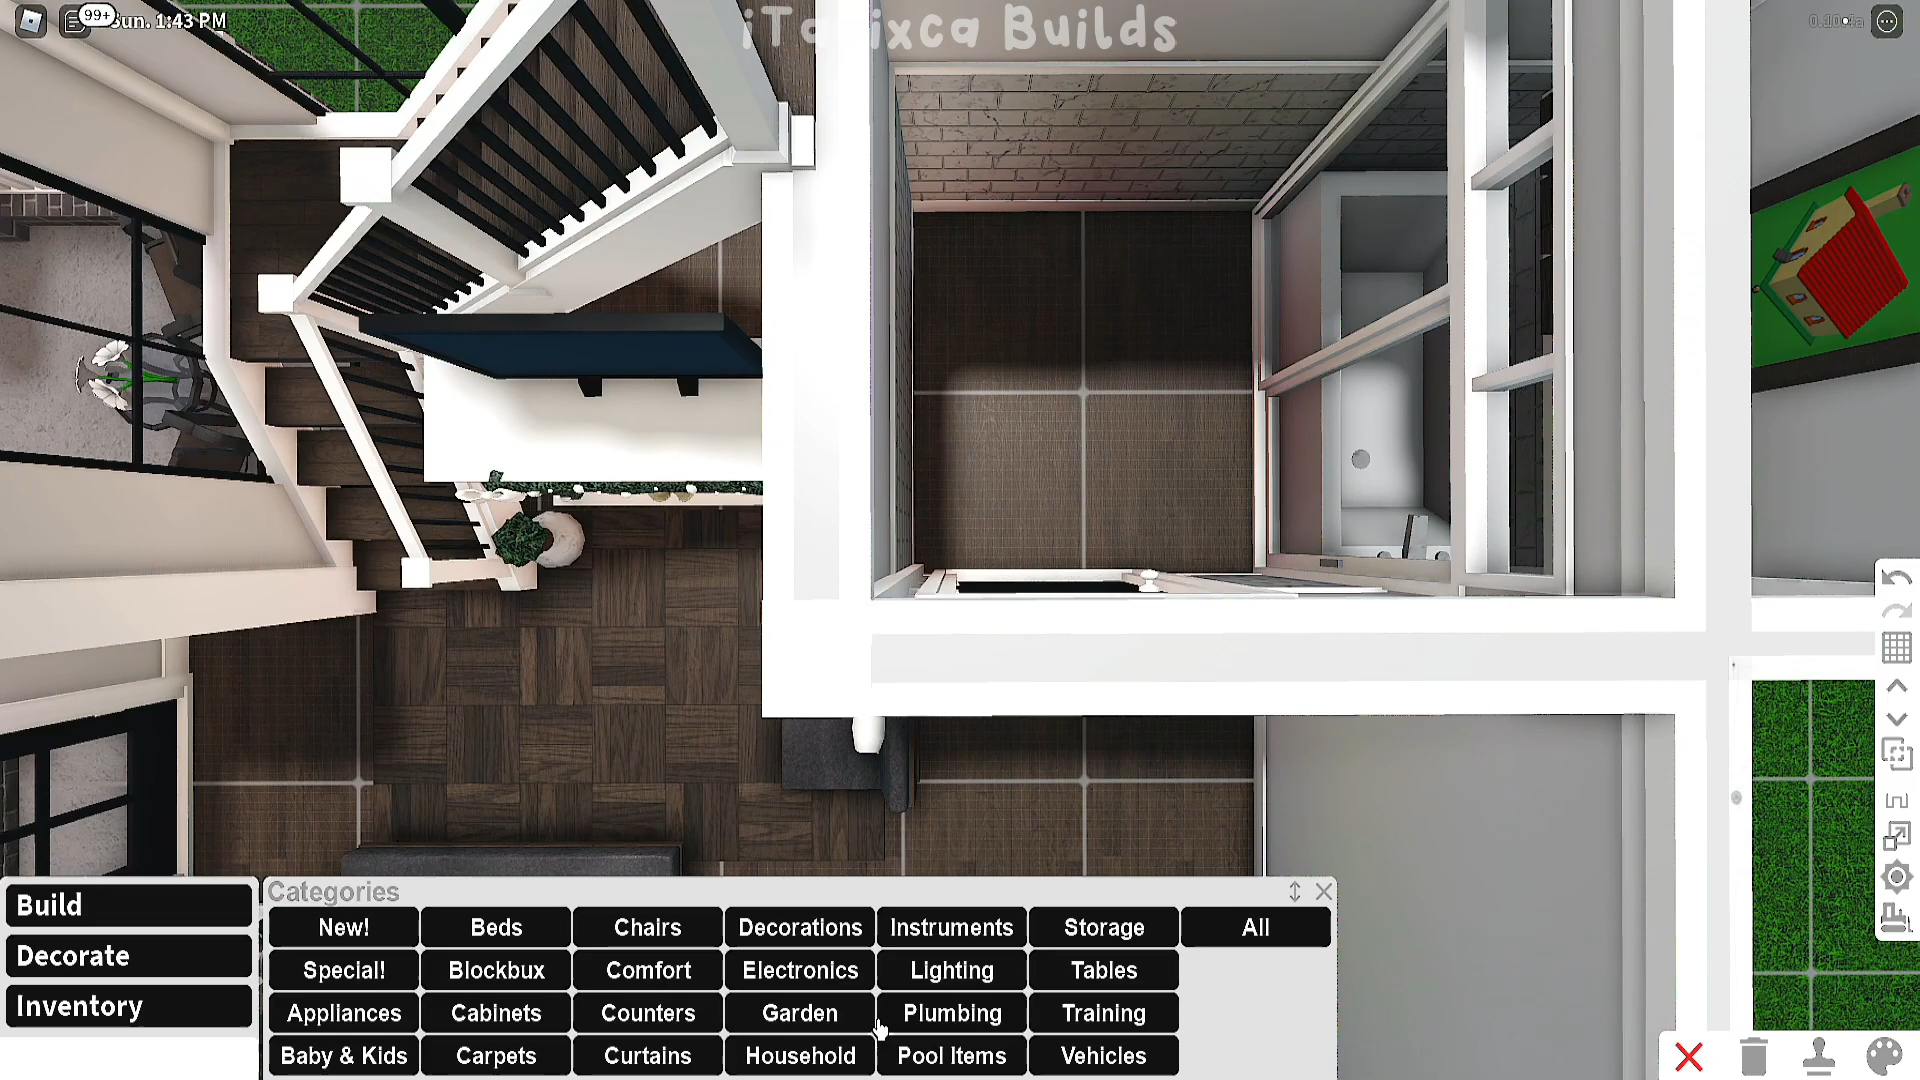 99+
Sun. 1:43 PM
iTapixca Builds
Build
Decorate
Inventory
Categories
New!
Beds
Chairs
Decorations
Instruments
Storage
All
Special!
Blockbux
Comfort
Electronics
Lighting
Tables
Appliances
Cabinets
Counters
Garden
Plumbing
Training
Baby & Kids
Carpets
Curtains
Household
Pool Items
Vehicles